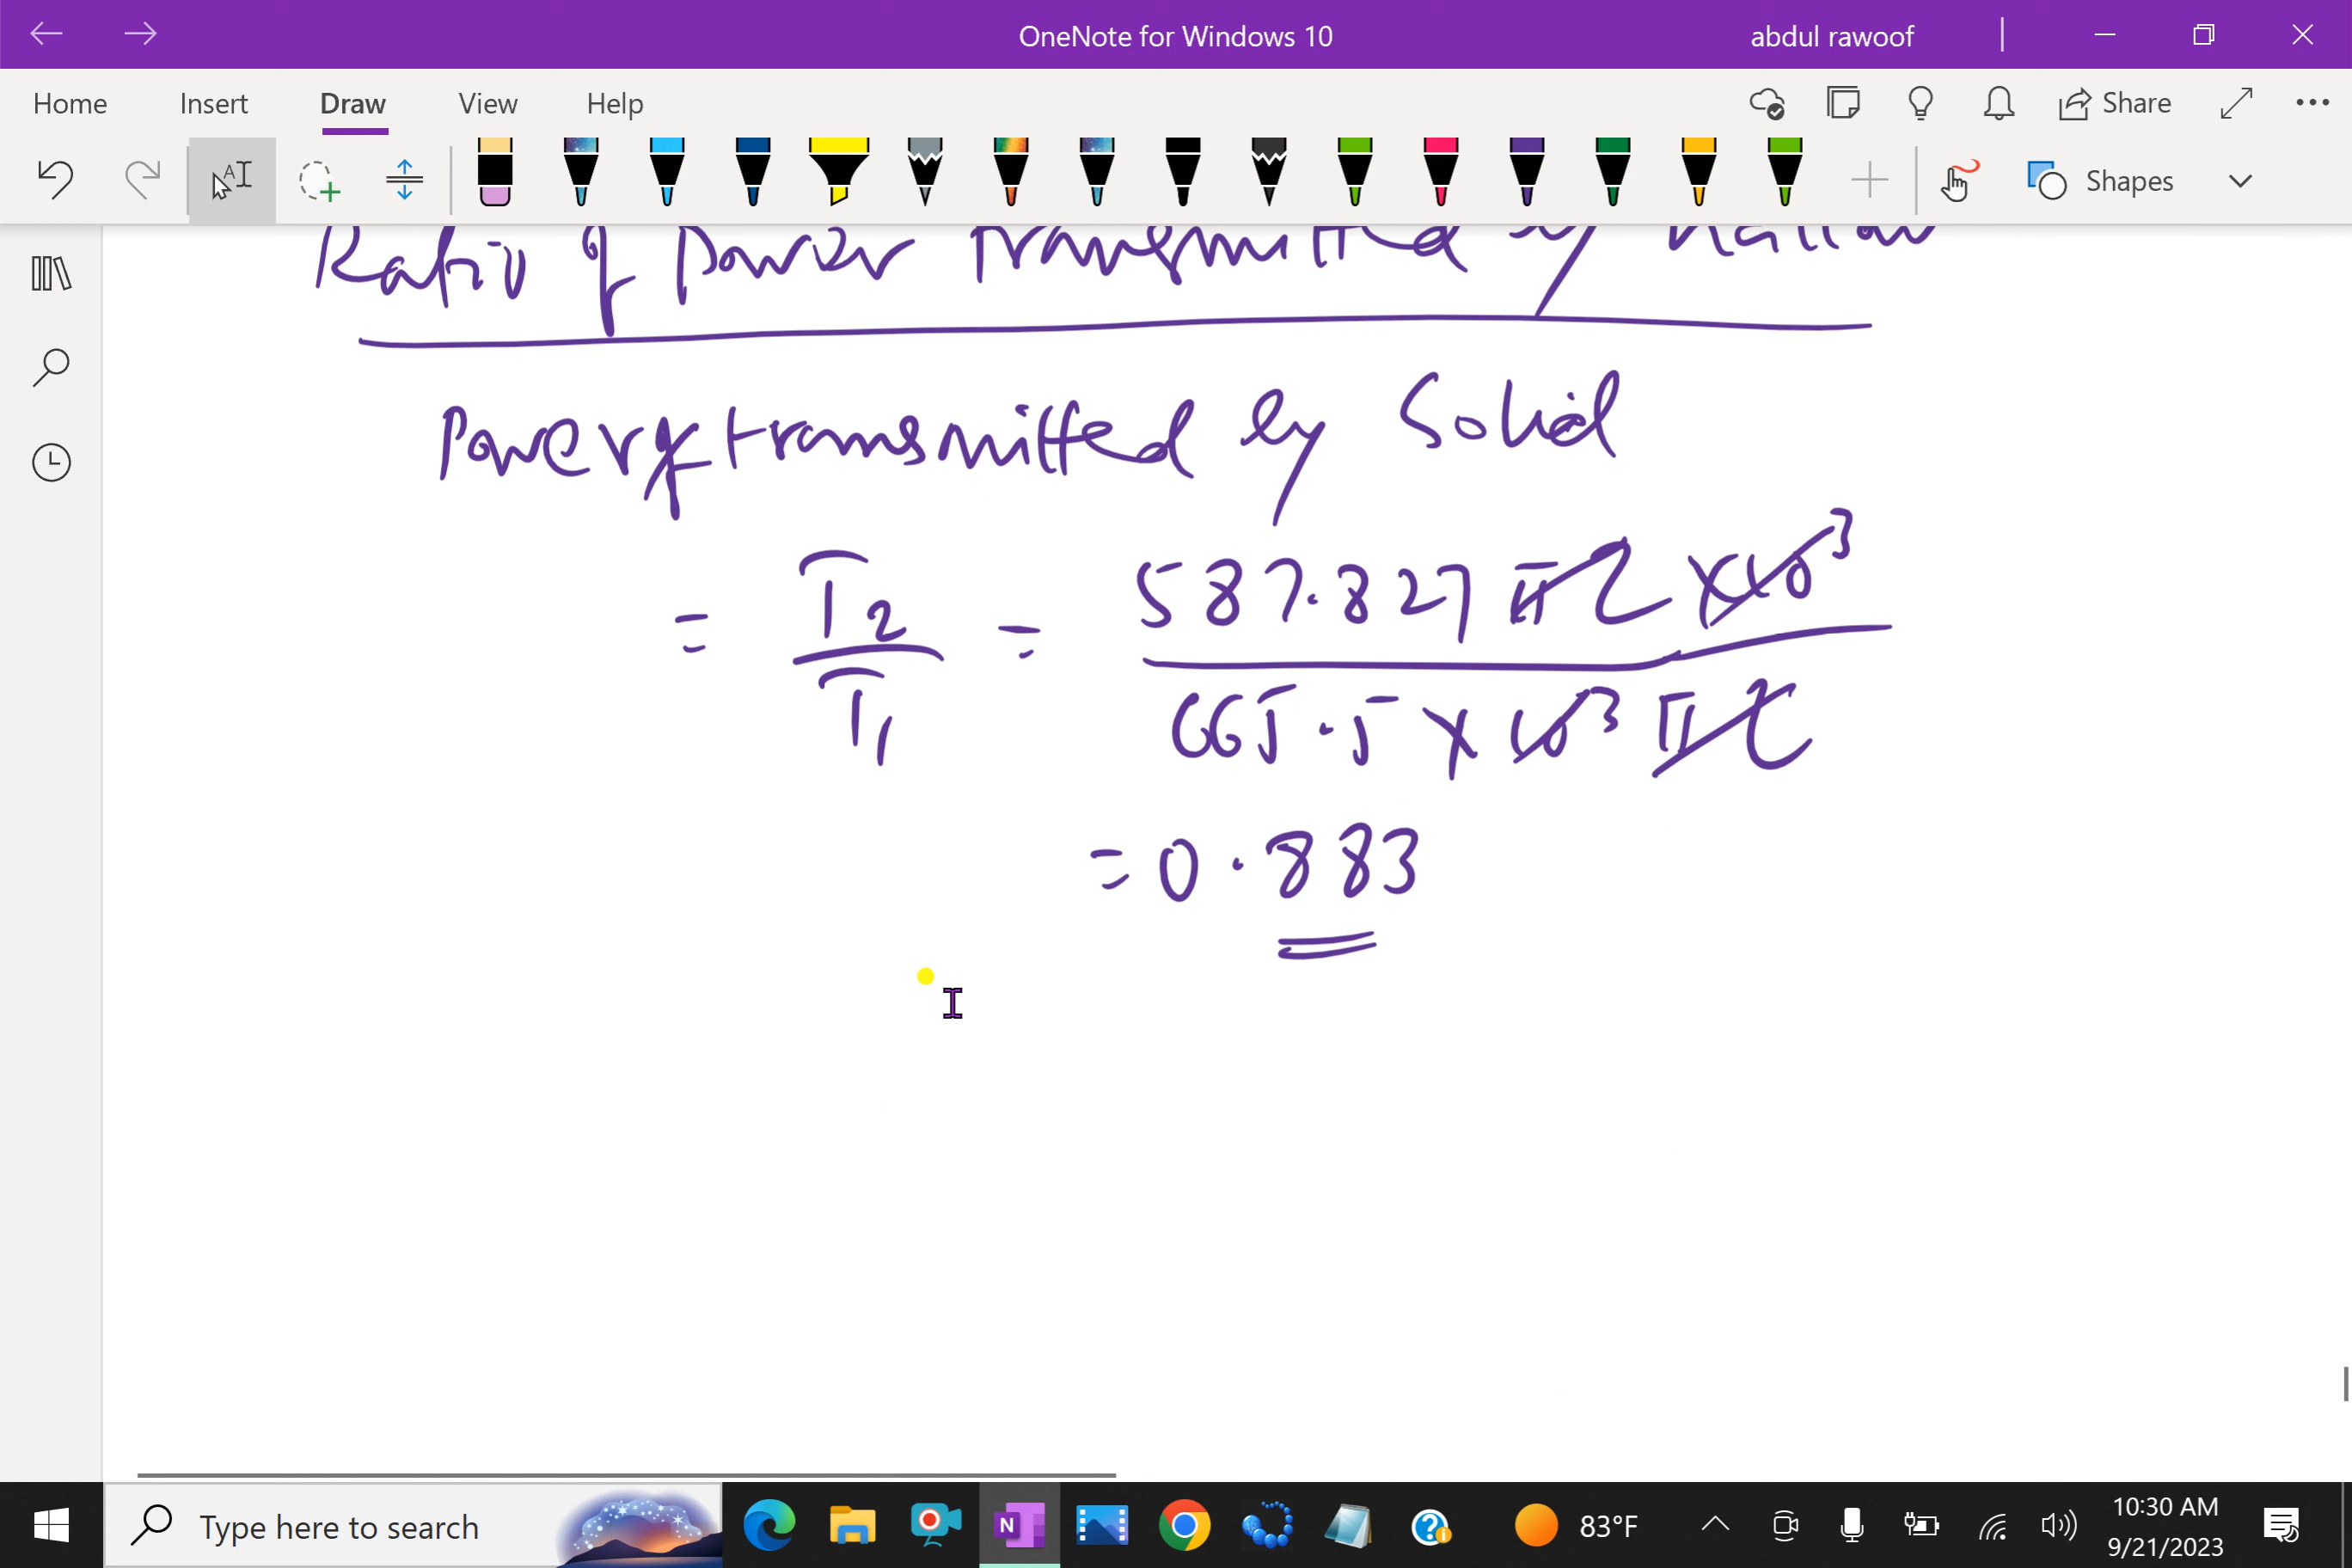 OneNote for Windows 10
abdul rawoof
Home Insert Draw View Help
Share
Shapes
Ratio of power transmitted by
Power transmitted by Solid
= T2 / T1 = 587.827 π τ ×10³ / 665.5 × 10³ π τ
= 0.883
Type here to search
83°F
10:30 AM
9/21/2023